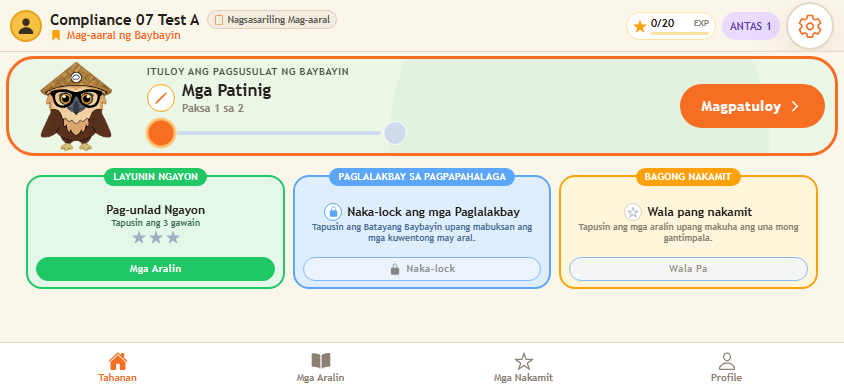 Compliance 07 Test A
Nagsasariling Mag-aaral
Mag-aaral ng Baybayin
0/20
EXP
ANTAS 1
ITULOY ANG PAGSUSULAT NG BAYBAYIN
Mga Patinig
Paksa 1 sa 2
Magpatuloy
LAYUNIN NGAYON
Pag-unlad Ngayon
Tapusin ang 3 gawain
Mga Aralin
PAGLALAKBAY SA PAGPAPAHALAGA
Naka-lock ang mga Paglalakbay
Tapusin ang Batayang Baybayin upang mabuksan ang
mga kuwentong may aral.
Naka-lock
BAGONG NAKAMIT
Wala pang nakamit
Tapusin ang mga aralin upang makuha ang una mong
gantimpala.
Wala Pa
Tahanan
Mga Aralin
Mga Nakamit
Profile